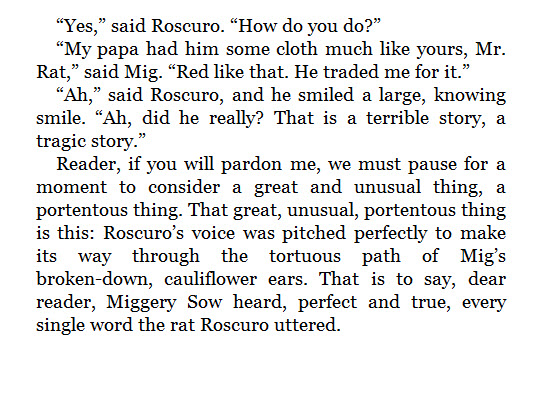 “Yes,” said Roscuro. “How do you do?”
“My papa had him some cloth much like yours, Mr.
Rat,” said Mig. “Red like that. He traded me for it.”
“Ah,” said Roscuro, and he smiled a large, knowing
smile. “Ah, did he really? That is a terrible story, a
tragic story.”
Reader, if you will pardon me, we must pause for a
moment to consider a great and unusual thing, a
portentous thing. That great, unusual, portentous thing
is this: Roscuro’s voice was pitched perfectly to make
its way through the tortuous path of Mig’s
broken-down, cauliflower ears. That is to say, dear
reader, Miggery Sow heard, perfect and true, every
single word the rat Roscuro uttered.